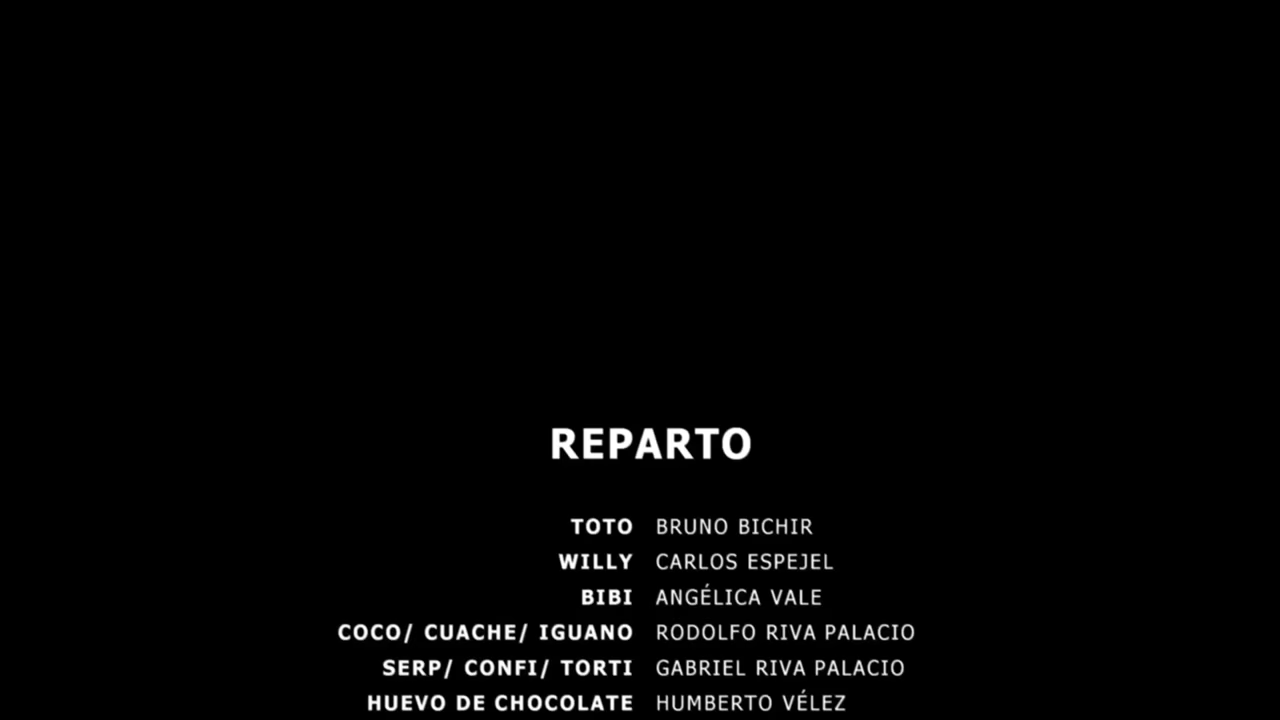 REPARTO
TOTO BRUNO BICHIR
WILLY CARLOS ESPEJEL
BIBI ANGÉLICA VALE
COCO/ CUACHE/ IGUANO RODOLFO RIVA PALACIO
SERP/ CONFI/ TORTI GABRIEL RIVA PALACIO
HUEVO DE CHOCOLATE HUMBERTO VÉLEZ